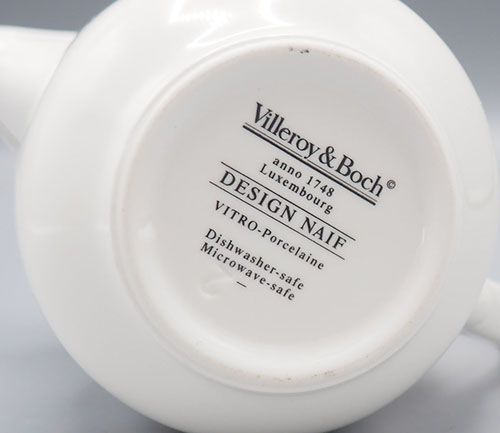 Villeroy & Boch©
anno 1748
Luxembourg
DESIGN NAIF
VITRO-Porcelaine
Dishwasher-safe
Microwave-safe